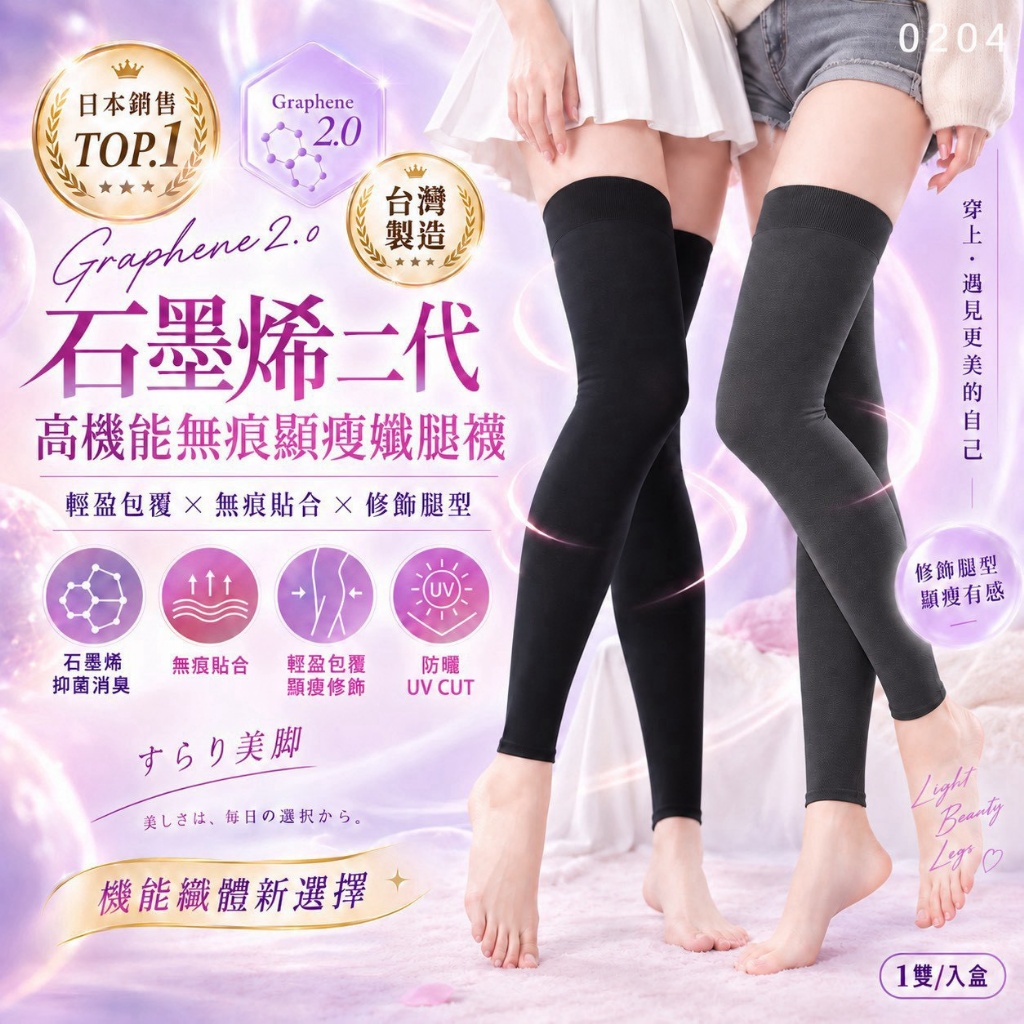 0204
日本銷售
TOP.1
Graphene
2.0
台灣
製造
Graphene 2.0
石墨烯二代
高機能無痕顯瘦孅腿襪
輕盈包覆 × 無痕貼合 × 修飾腿型
石墨烯
抑菌消臭
無痕貼合
輕盈包覆
顯瘦修飾
UV
防曬
UV CUT
穿上・遇見更美的自己
修飾腿型
顯瘦有感
すらり美脚
美しさは、毎日の選択から。
機能纖體新選擇
Light
Beauty
Legs ♡
1雙/入盒